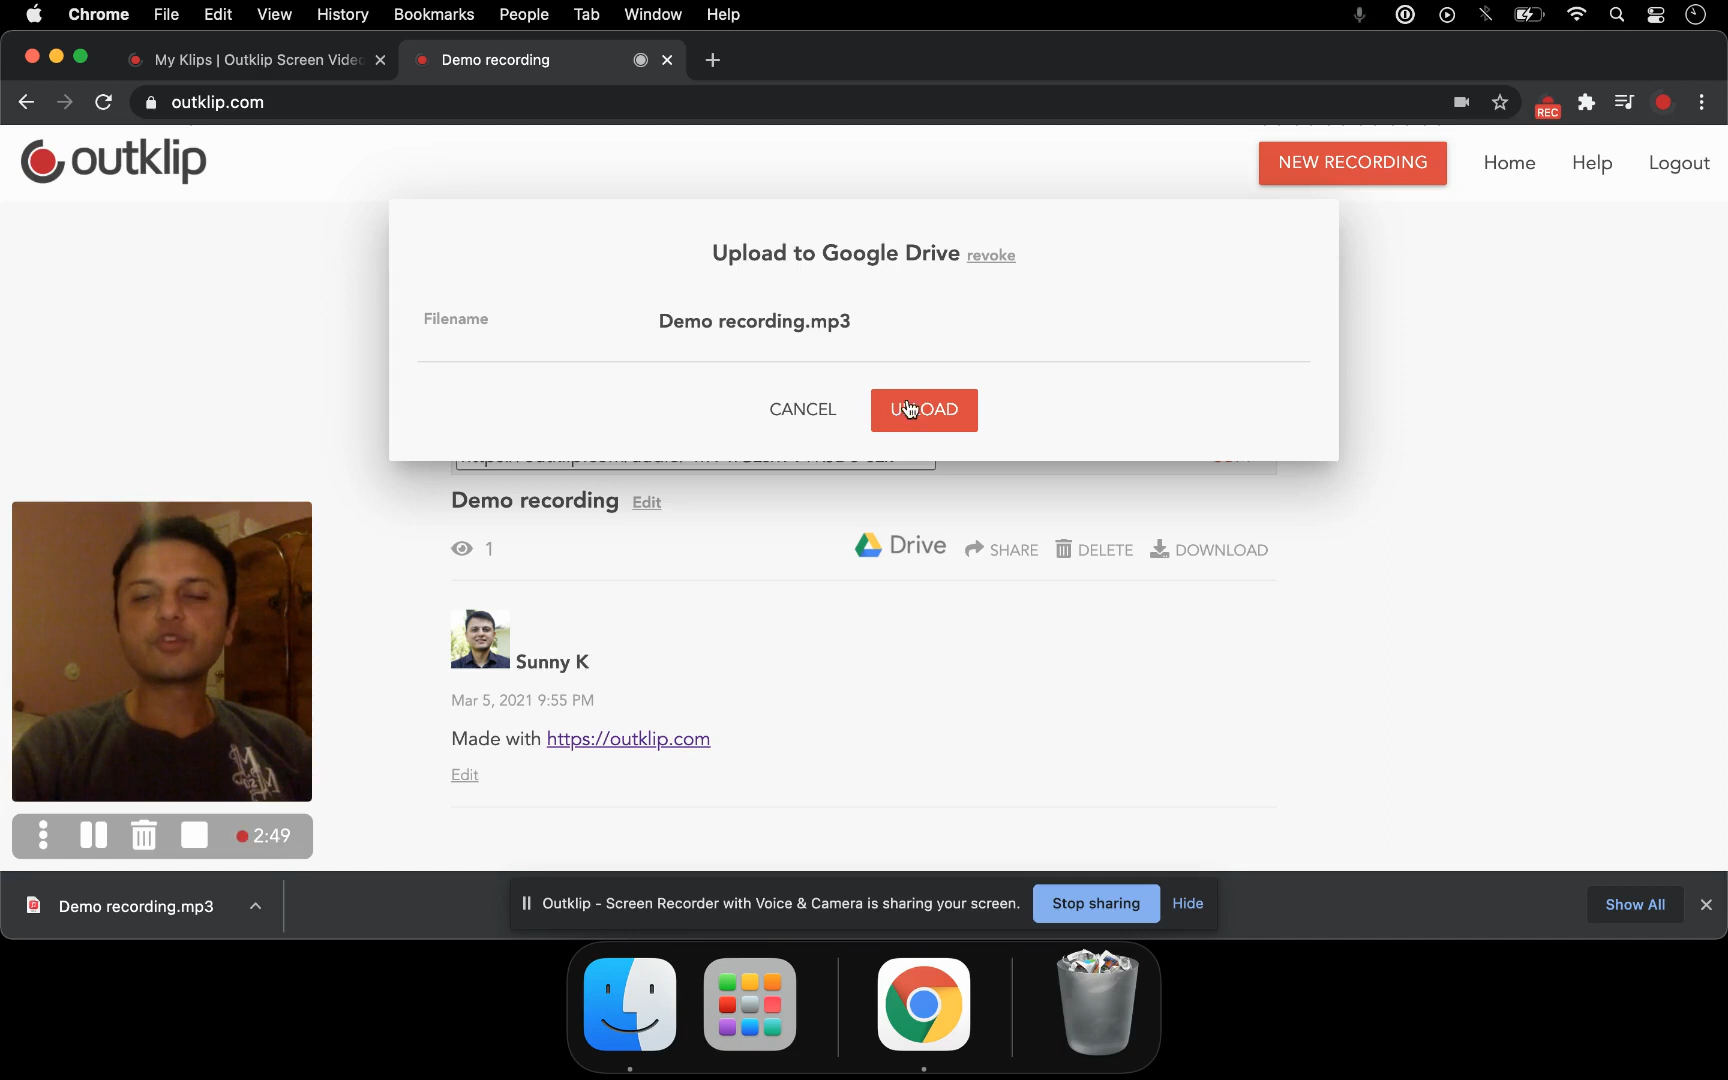 Chrome File Edit View History Bookmarks People Tab Window Help
My Klips | Outklip Screen Video
Demo recording
outklip.com
REC
outklip
NEW RECORDING Home Help Logout
Upload to Google Drive revoke
Filename Demo recording.mp3
CANCEL UPLOAD
Demo recording Edit
1 Drive SHARE DELETE DOWNLOAD
Sunny K
Mar 5, 2021 9:55 PM
Made with https://outklip.com
Edit
2:49
Demo recording.mp3
Outklip - Screen Recorder with Voice & Camera is sharing your screen. Stop sharing Hide
Show All